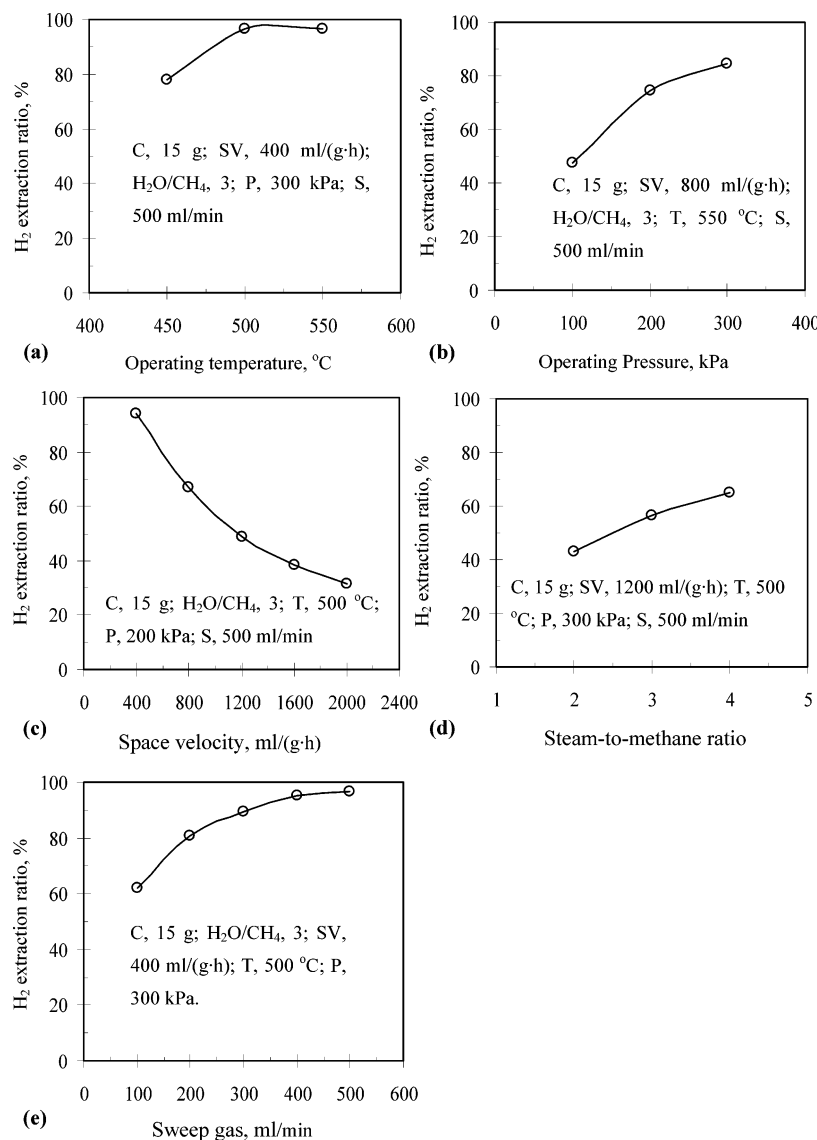 H2 extraction ratio, %
100
80
60
40
20
0
C, 15 g; SV, 400 ml/(g·h);
H2O/CH4, 3; P, 300 kPa; S,
500 ml/min
400 450 500 550 600
(a)
Operating temperature, oC
H2 extraction ratio, %
100
80
60
40
20
0
C, 15 g; SV, 800 ml/(g·h);
H2O/CH4, 3; T, 550 oC; S,
500 ml/min
0 100 200 300 400
(b)
Operating Pressure, kPa
H2 extraction ratio, %
100
80
60
40
20
0
C, 15 g; H2O/CH4, 3; T, 500 oC;
P, 200 kPa; S, 500 ml/min
0 400 800 1200 1600 2000 2400
(c)
Space velocity, ml/(g·h)
H2 extraction ratio, %
100
80
60
40
20
0
C, 15 g; SV, 1200 ml/(g·h); T, 500
oC; P, 300 kPa; S, 500 ml/min
1 2 3 4 5
(d)
Steam-to-methane ratio
H2 extraction ratio, %
100
80
60
40
20
0
C, 15 g; H2O/CH4, 3; SV,
400 ml/(g·h); T, 500 oC; P,
300 kPa.
0 100 200 300 400 500 600
(e)
Sweep gas, ml/min